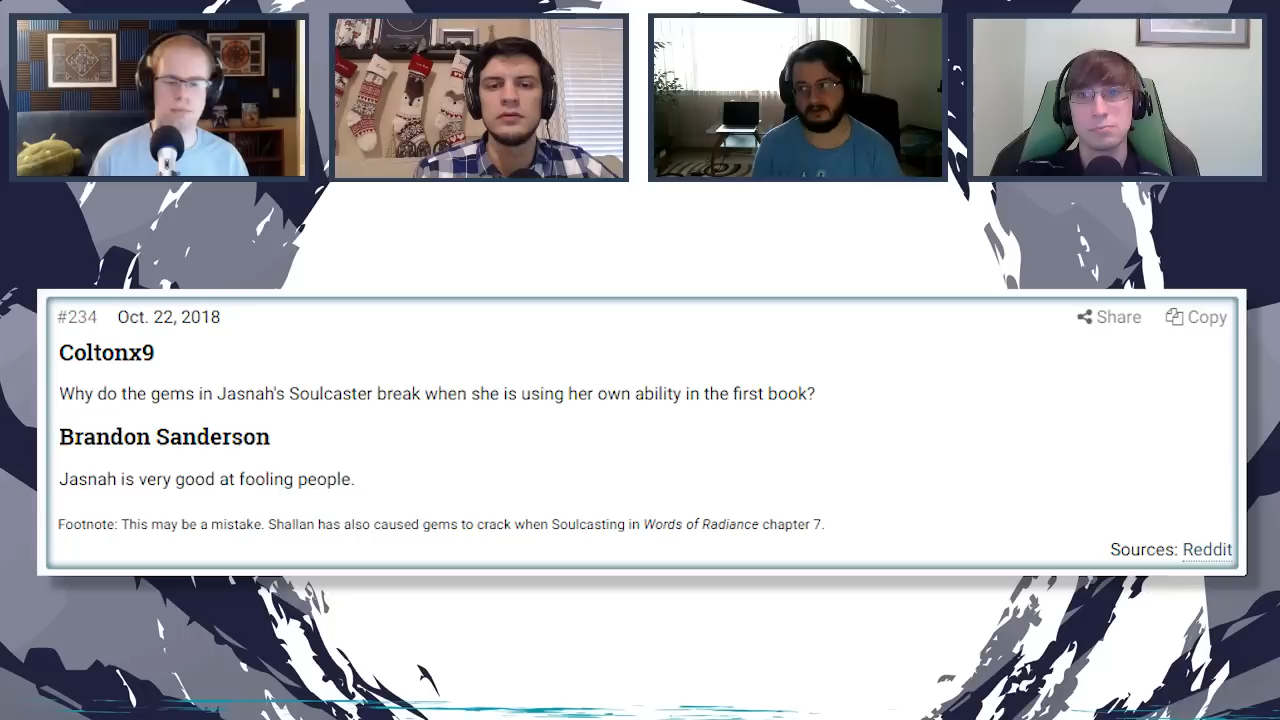 #234 Oct. 22, 2018 Share Copy
Coltonx9
Why do the gems in Jasnah's Soulcaster break when she is using her own ability in the first book?
Brandon Sanderson
Jasnah is very good at fooling people.
Footnote: This may be a mistake. Shallan has also caused gems to crack when Soulcasting in Words of Radiance chapter 7.
Sources: Reddit